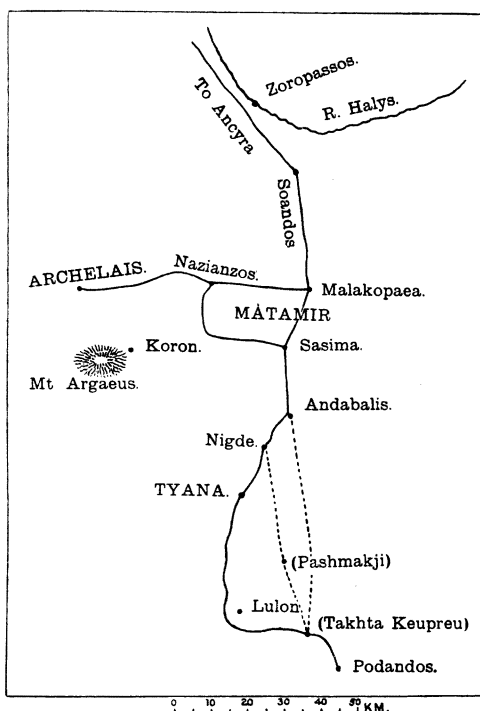 Zoropassos.
R. Halys.
To Ancyra
Soandos
ARCHELAIS.
Nazianzos.
Malakopaea.
MÀTAMIR
Sasima.
Koron.
Mt Argaeus.
Andabalis.
Nigde.
TYANA.
(Pashmakji)
Lulon
(Takhta Keupreu)
Podandos.
0 10 20 30 40 50 KM.